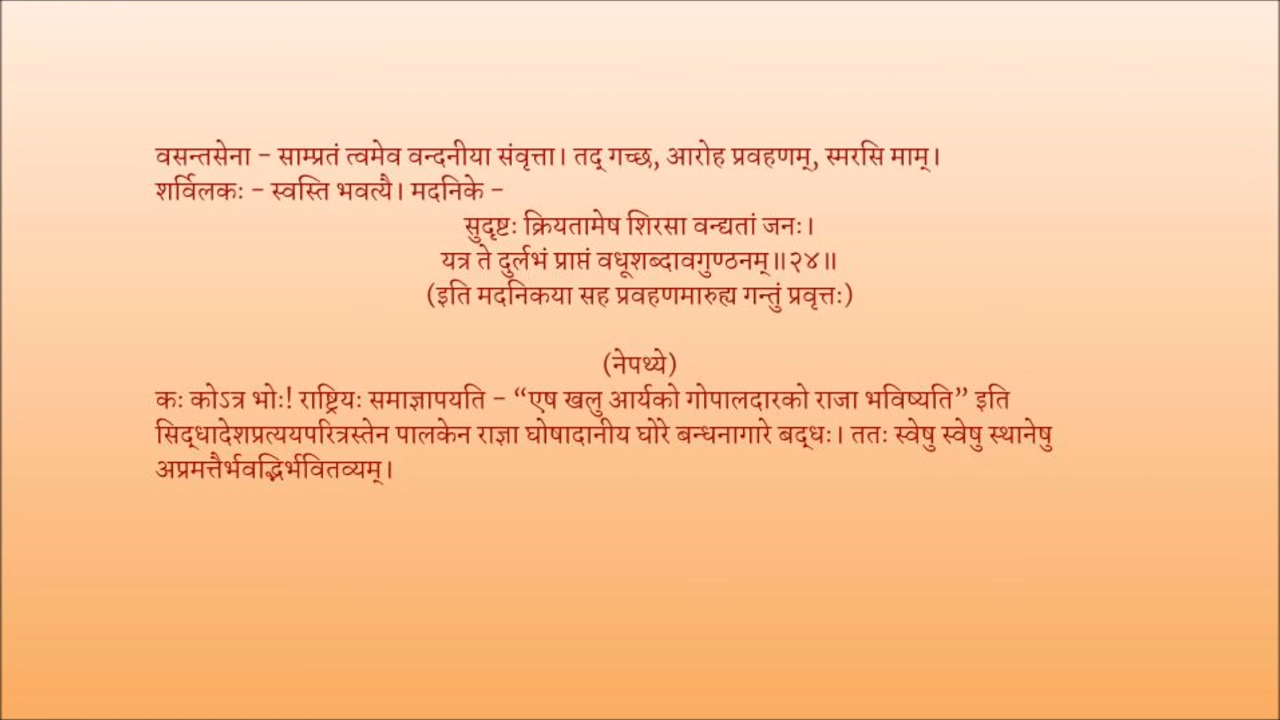 वसन्तसेना - साम्प्रतं त्वमेव वन्दनीया संवृत्ता। तद् गच्छ, आरोह प्रवहणम्, स्मरसि माम्।
शर्विलकः - स्वस्ति भवत्यै। मदनिके -
सुदृष्टः क्रियतामेष शिरसा वन्द्यतां जनः।
यत्र ते दुर्लभं प्राप्तं वधूशब्दावगुण्ठनम्॥२४॥
(इति मदनिकया सह प्रवहणमारुह्य गन्तुं प्रवृत्तः)
(नेपथ्ये)
कः कोऽत्र भोः! राष्ट्रियः समाज्ञापयति - “एष खलु आर्यको गोपालदारको राजा भविष्यति” इति
सिद्धादेशप्रत्ययपरित्रस्तेन पालकेन राज्ञा घोषादानीय घोरे बन्धनागारे बद्धः। ततः स्वेषु स्वेषु स्थानेषु
अप्रमत्तैर्भवद्भिर्भवितव्यम्।